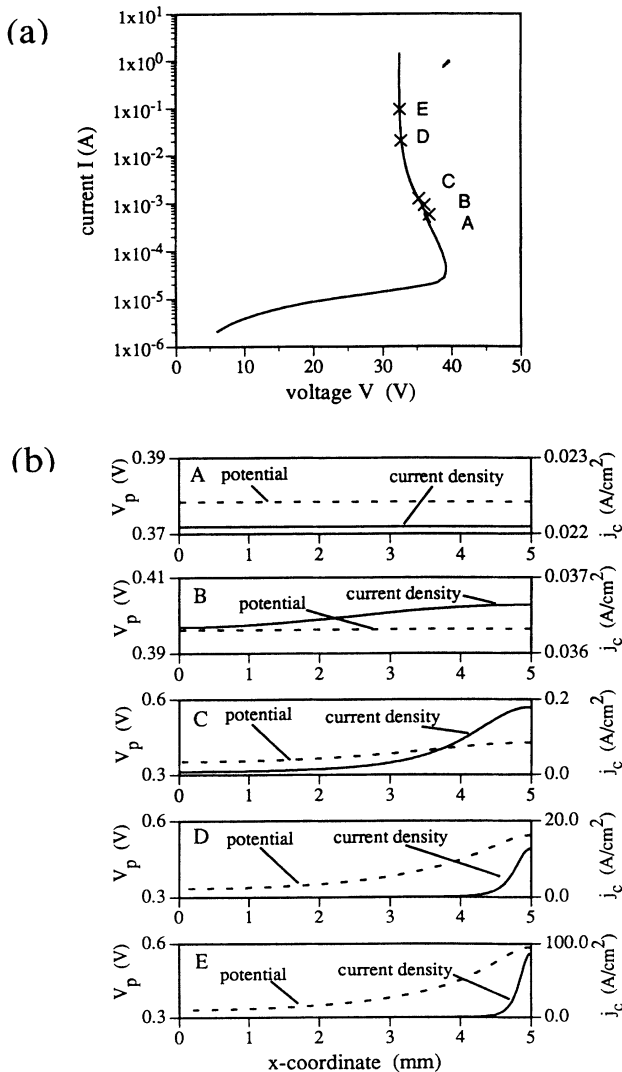 (a)
1x10^1
1x10^0
1x10^-1
1x10^-2
1x10^-3
1x10^-4
1x10^-5
1x10^-6
current I (A)
E
D
C
B
A
0 10 20 30 40 50
voltage V (V)
(b)
0.39
0.37
V_p (V)
A
potential
current density
0.023
0.022
j_c (A/cm^2)
0 1 2 3 4 5
0.41
0.39
V_p (V)
B
potential
current density
0.037
0.036
j_c (A/cm^2)
0 1 2 3 4 5
0.6
0.3
V_p (V)
C
potential
current density
0.2
0.0
j_c (A/cm^2)
0 1 2 3 4 5
0.6
0.3
V_p (V)
D
potential
current density
20.0
0.0
j_c (A/cm^2)
0 1 2 3 4 5
0.6
0.3
V_p (V)
E
potential
current density
100.0
0.0
j_c (A/cm^2)
0 1 2 3 4 5
x-coordinate (mm)